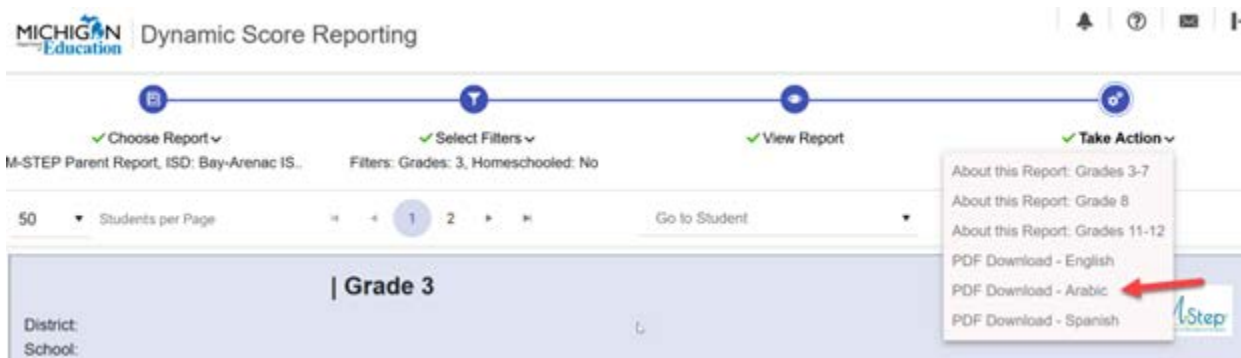 MICHIGAN
Education
Dynamic Score Reporting
Choose Report
Select Filters
View Report
Take Action
M-STEP Parent Report, ISD: Bay-Arenac IS..
Filters: Grades: 3, Homeschooled: No
About this Report: Grades 3-7
About this Report: Grade 8
About this Report: Grades 11-12
PDF Download - English
PDF Download - Arabic
PDF Download - Spanish
50
Students per Page
1
2
Go to Student
| Grade 3
District:
School:
Step